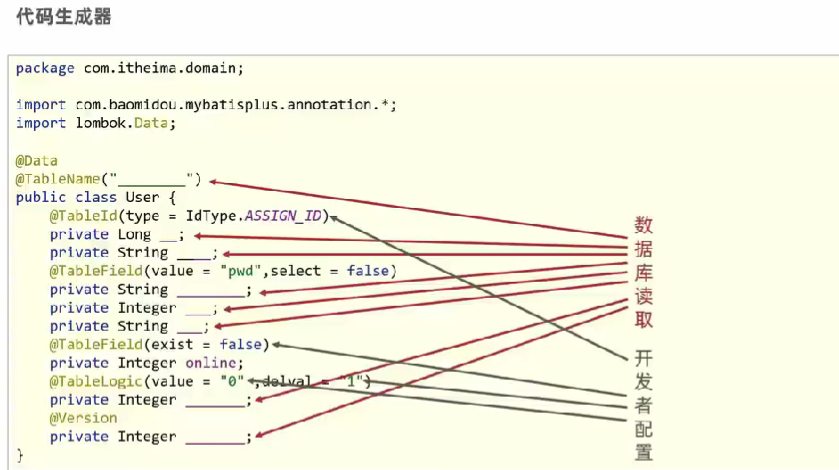 代码生成器
package com.itheima.domain;
import com.baomidou.mybatisplus.annotation.*;
import lombok.Data;
@Data
@TableName("________")
public class User {
@TableId(type = IdType.ASSIGN_ID)
private Long __;
private String ____;
@TableField(value = "pwd",select = false)
private String ________;
private Integer ___;
private String ___;
@TableField(exist = false)
private Integer online;
@TableLogic(value = "0" ,delval = "1")
private Integer _______;
@Version
private Integer _______;
}
数据库读取
开发者配置